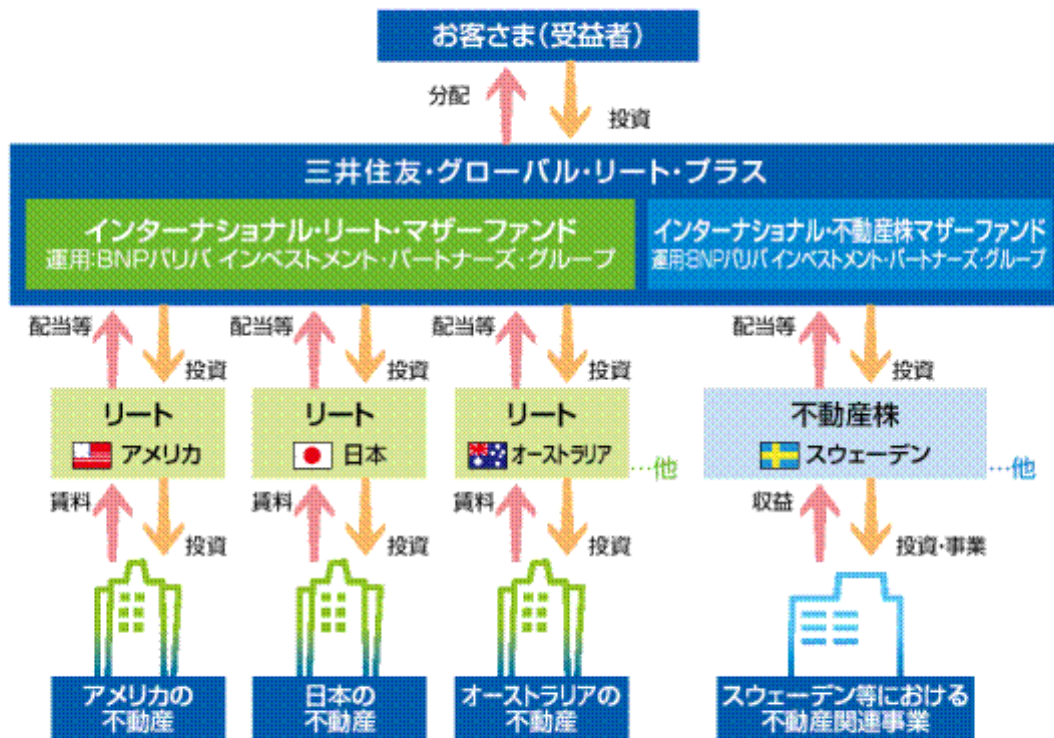 お客さま(受益者)
分配
投資
三井住友・グローバル・リート・プラス
インターナショナル・リート・マザーファンド
運用:BNPパリバ インベストメント・パートナーズ・グループ
インターナショナル・不動産株マザーファンド
運用:BNPパリバ インベストメント・パートナーズ・グループ
配当等
投資
配当等
投資
配当等
投資
配当等
投資
リート
アメリカ
リート
日本
リート
オーストラリア
…他
不動産株
スウェーデン
…他
賃料
投資
賃料
投資
賃料
投資
収益
投資・事業
アメリカの
不動産
日本の
不動産
オーストラリアの
不動産
スウェーデン等における
不動産関連事業